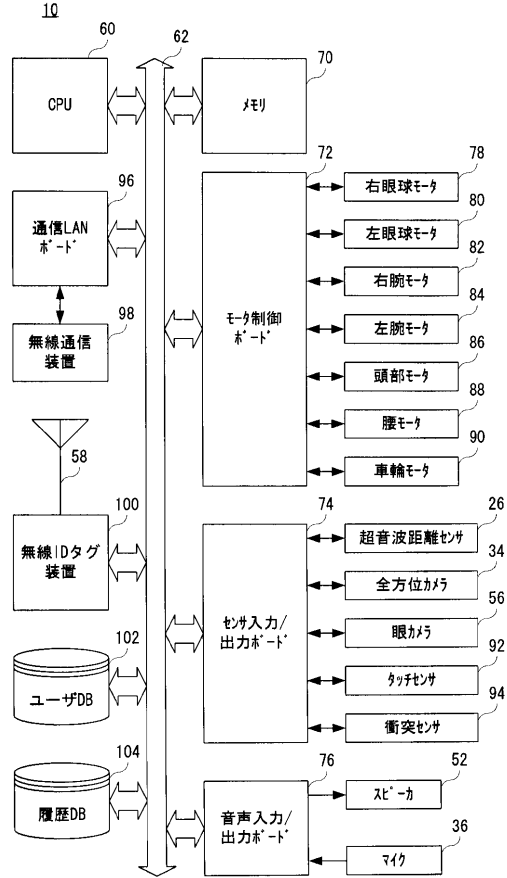 10
60
62
70
CPU
メモリ
96
72
78
通信LAN
ボード
右眼球モータ
80
左眼球モータ
82
右腕モータ
84
98
モータ制御
ボード
左腕モータ
無線通信
装置
86
頭部モータ
88
腰モータ
90
車輪モータ
58
100
74
26
無線IDタグ
装置
超音波距離センサ
34
全方位カメラ
センサ入力/
出力ボード
56
眼カメラ
102
92
ユーザDB
タッチセンサ
94
衝突センサ
104
76
52
履歴DB
音声入力/
出力ボード
スピーカ
36
マイク